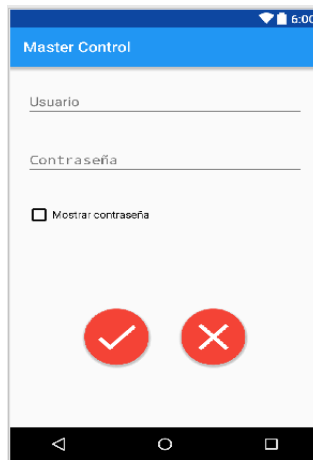 6:00
Master Control
Usuario
Contraseña
Mostrar contraseña